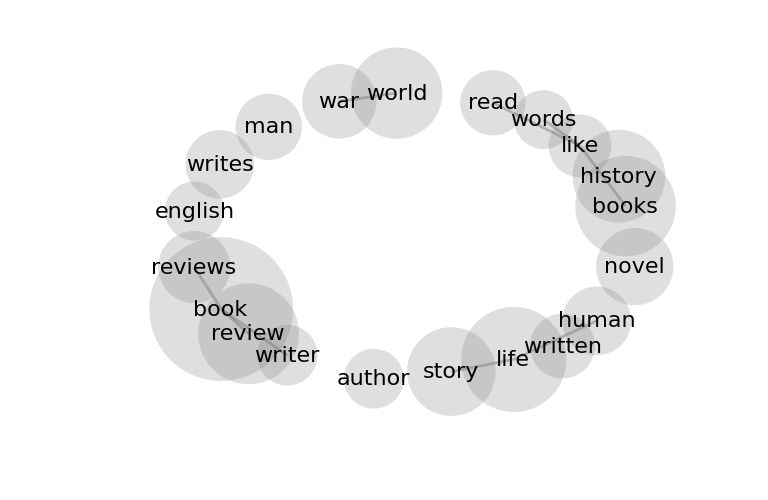 world
war
read
words
man
like
writes
history
books
english
novel
reviews
book
human
review
written
writer
life
story
author